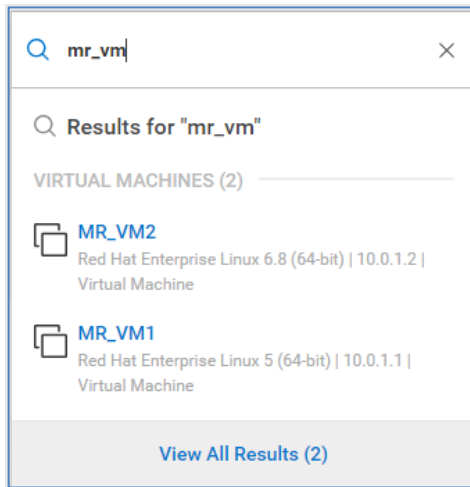 mr_vm
Results for "mr_vm"
VIRTUAL MACHINES (2)
MR_VM2
Red Hat Enterprise Linux 6.8 (64-bit) | 10.0.1.2 |
Virtual Machine
MR_VM1
Red Hat Enterprise Linux 5 (64-bit) | 10.0.1.1 |
Virtual Machine
View All Results (2)